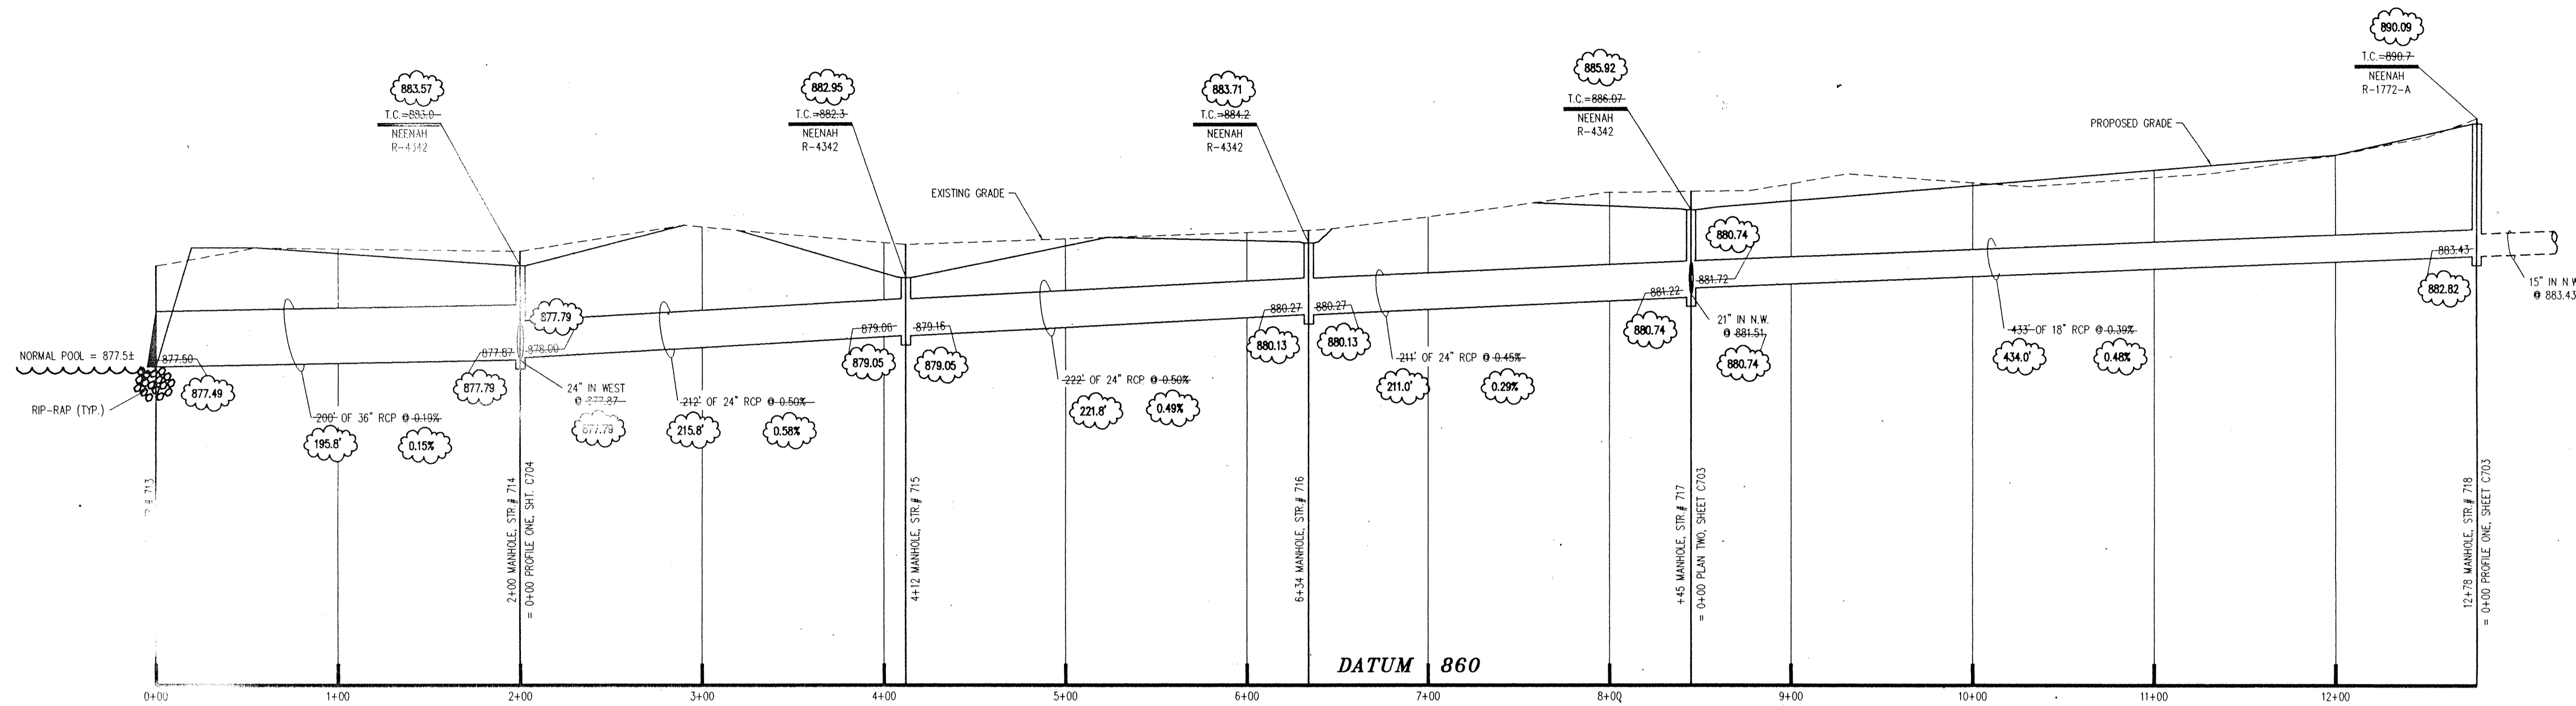 883.57
T.C.=883.0
NEENAH
R-4342
882.95
T.C.=882.3
NEENAH
R-4342
883.71
T.C.=884.2
NEENAH
R-4342
885.92
T.C.=886.07
NEENAH
R-4342
890.09
T.C.=890.7
NEENAH
R-1772-A
EXISTING GRADE
PROPOSED GRADE
NORMAL POOL = 877.5±
RIP-RAP (TYP.)
877.50
877.49
200' OF 36" RCP @ 0.19%
195.8'
0.15%
877.87
877.79
877.79
878.00
24" IN WEST
@ 877.87
877.79
212' OF 24" RCP @ 0.50%
215.8'
0.58%
879.06
879.05
879.16
879.05
222' OF 24" RCP @ 0.50%
221.8'
0.49%
880.27
880.13
880.27
880.13
211' OF 24" RCP @ 0.45%
211.0'
0.29%
881.22
880.74
880.74
881.72
21" IN N.W.
@ 881.51
880.74
433' OF 18" RCP @ 0.39%
434.0'
0.48%
883.43
882.82
15" IN N.W
@ 883.43
# 713
2+00 MANHOLE, STR.# 714
= 0+00 PROFILE ONE, SHT. C704
4+12 MANHOLE, STR.# 715
6+34 MANHOLE, STR.# 716
+45 MANHOLE, STR.# 717
= 0+00 PLAN TWO, SHEET C703
12+78 MANHOLE, STR.# 718
= 0+00 PROFILE ONE, SHEET C703
DATUM 860
0+00
1+00
2+00
3+00
4+00
5+00
6+00
7+00
8+00
9+00
10+00
11+00
12+00